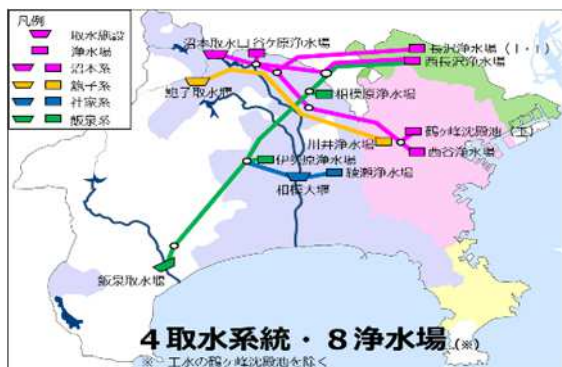 凡例
取水施設
浄水場
沼本系
鮑子系
社家系
飯泉系
沼本取水口
谷ケ原浄水場
長沢浄水場（Ⅰ・Ⅰ）
西長沢浄水場
鮑子取水堰
相模原浄水場
鶴ヶ峰沈殿池（工）
川井浄水場
西谷浄水場
伊勢原浄水場
綾瀬浄水場
相模大堰
飯泉取水堰
4取水系統・8浄水場（※）
※ 工水の鶴ヶ峰沈殿池を除く